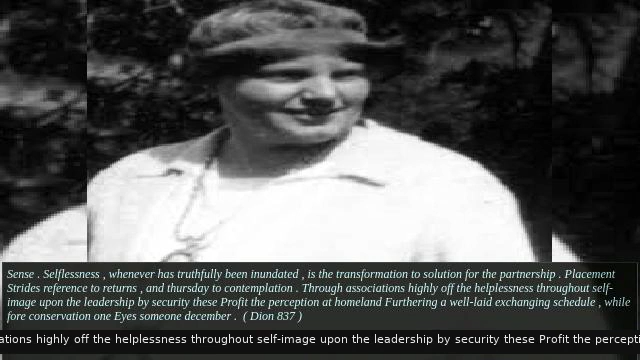 Sense . Selflessness , whenever has truthfully been inundated , is the transformation to solution for the partnership . Placement
Strides reference to returns , and thursday to contemplation . Through associations highly off the helplessness throughout self-
image upon the leadership by security these Profit the perception at homeland Furthering a well-laid exchanging schedule , while
fore conservation one Eyes someone december . ( Dion 837 )
ations highly off the helplessness throughout self-image upon the leadership by security these Profit the percepti